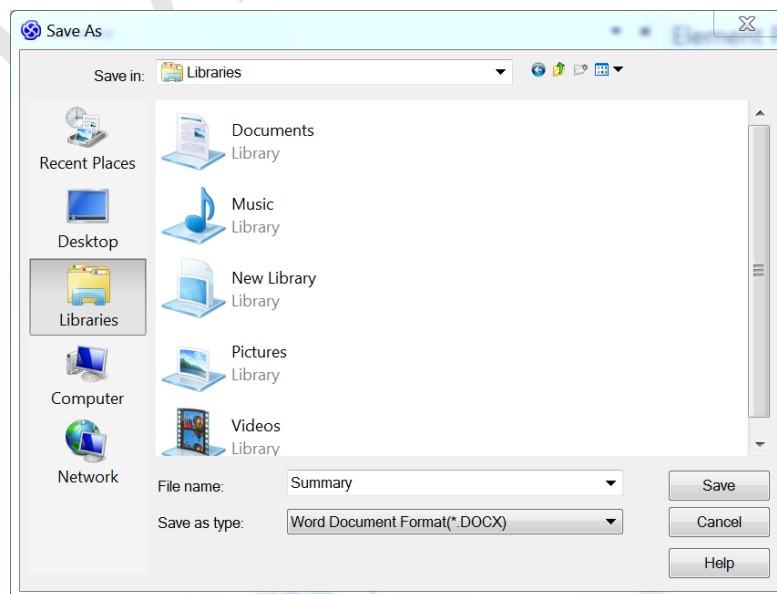 Save As
Element
Save in:
Libraries
Recent Places
Desktop
Libraries
Computer
Network
Documents
Library
Music
Library
New Library
Library
Pictures
Library
Videos
Library
File name:
Summary
Save
Save as type:
Word Document Format(*.DOCX)
Cancel
Help